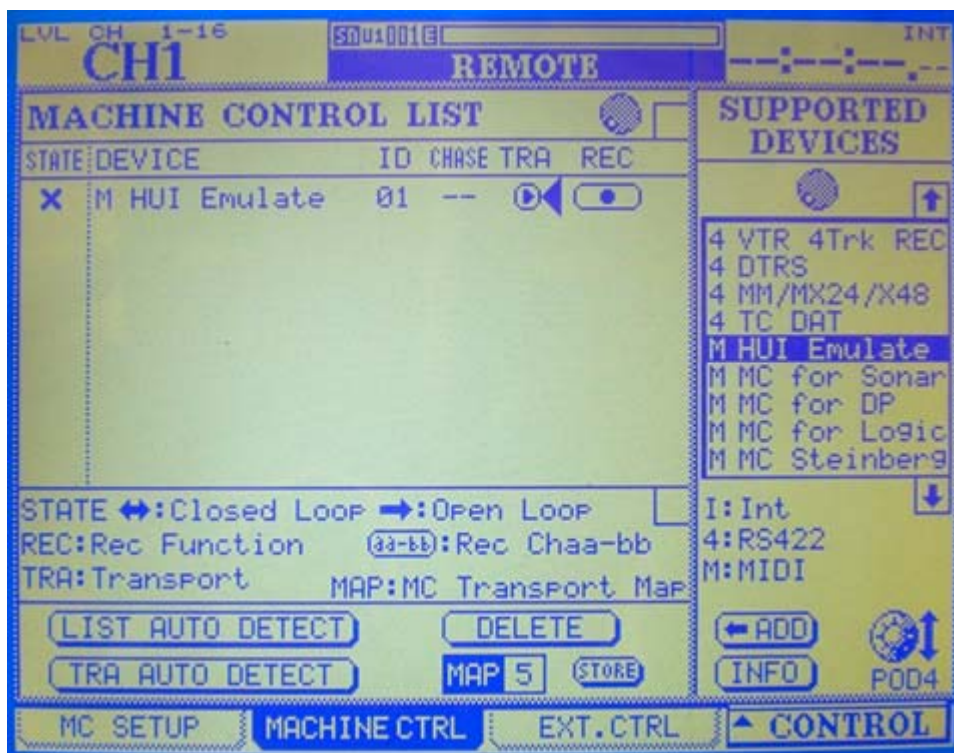 LVL CH 1-16
CH1
REMOTE
INT
--:--:--.--
MACHINE CONTROL LIST
STATE DEVICE ID CHASE TRA REC
M HUI Emulate 01 --
STATE ↔:Closed Loop ➡:Open Loop
REC:Rec Function (aa-bb):Rec Chaa-bb
TRA:Transport MAP:MC Transport Map
LIST AUTO DETECT DELETE
TRA AUTO DETECT MAP 5 STORE
SUPPORTED
DEVICES
4 VTR 4Trk REC
4 DTRS
4 MM/MX24/X48
4 TC DAT
M HUI Emulate
M MC for Sonar
M MC for DP
M MC for Logic
M MC Steinberg
I:Int
4:RS422
M:MIDI
ADD
INFO POD4
MC SETUP MACHINE CTRL EXT.CTRL CONTROL